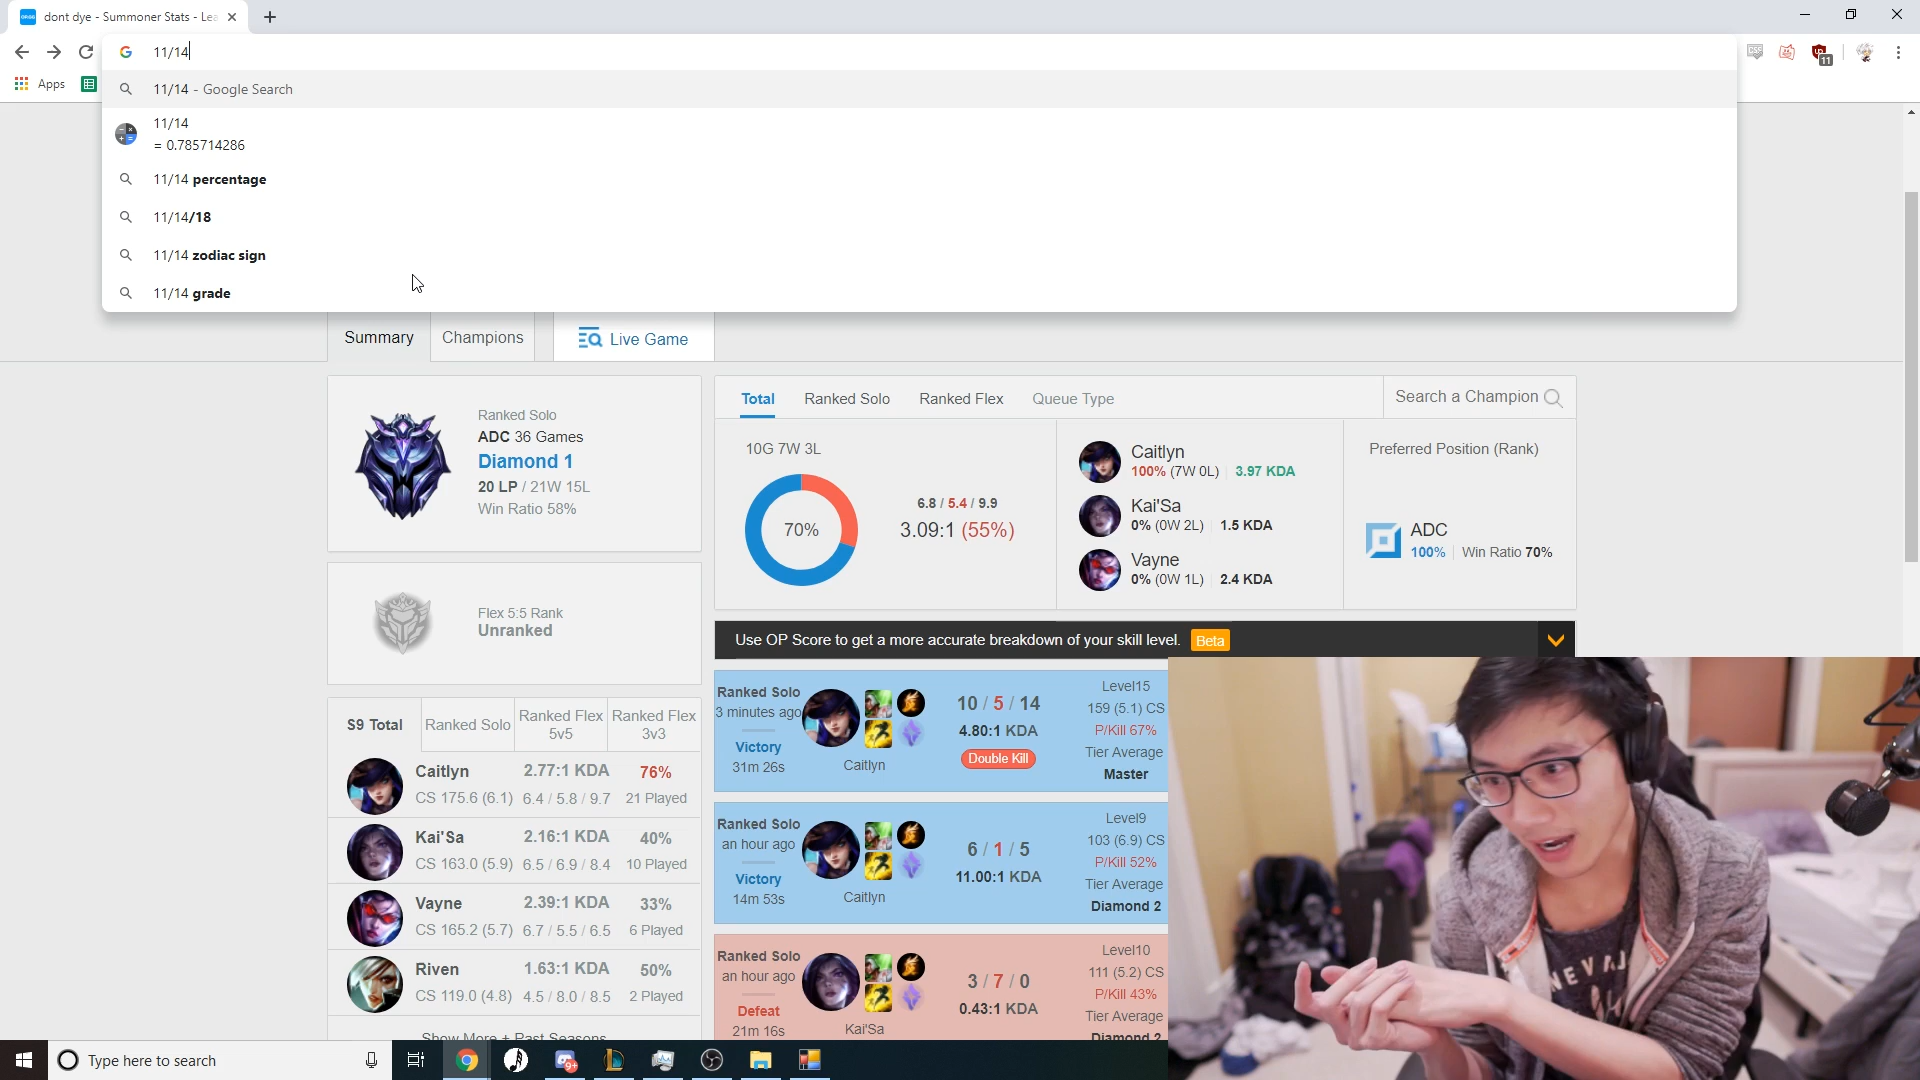 dont dye - Summoner Stats - Lea
11/14
11
Apps
11/14 - Google Search
11/14
= 0.785714286
11/14 percentage
11/14/18
11/14 zodiac sign
11/14 grade
Summary
Champions
Live Game
Ranked Solo
ADC 36 Games
Diamond 1
20 LP / 21W 15L
Win Ratio 58%
Flex 5:5 Rank
Unranked
S9 Total
Ranked Solo
Ranked Flex 5v5
Ranked Flex 3v3
Caitlyn 2.77:1 KDA 76%
CS 175.6 (6.1) 6.4 / 5.8 / 9.7 21 Played
Kai'Sa 2.16:1 KDA 40%
CS 163.0 (5.9) 6.5 / 6.9 / 8.4 10 Played
Vayne 2.39:1 KDA 33%
CS 165.2 (5.7) 6.7 / 5.5 / 6.5 6 Played
Riven 1.63:1 KDA 50%
CS 119.0 (4.8) 4.5 / 8.0 / 8.5 2 Played
Show More + Past Seasons
Total
Ranked Solo
Ranked Flex
Queue Type
Search a Champion
10G 7W 3L
70%
6.8 / 5.4 / 9.9
3.09:1 (55%)
Caitlyn
100% (7W 0L) 3.97 KDA
Kai'Sa
0% (0W 2L) 1.5 KDA
Vayne
0% (0W 1L) 2.4 KDA
Preferred Position (Rank)
ADC
100% Win Ratio 70%
Use OP Score to get a more accurate breakdown of your skill level. Beta
Ranked Solo
3 minutes ago
Victory
31m 26s
Caitlyn
10 / 5 / 14
4.80:1 KDA
Double Kill
Level15
159 (5.1) CS
P/Kill 67%
Tier Average
Master
Ranked Solo
an hour ago
Victory
14m 53s
Caitlyn
6 / 1 / 5
11.00:1 KDA
Level9
103 (6.9) CS
P/Kill 52%
Tier Average
Diamond 2
Ranked Solo
an hour ago
Defeat
21m 16s
Kai'Sa
3 / 7 / 0
0.43:1 KDA
Level10
111 (5.2) CS
P/Kill 43%
Tier Average
Diamond 2
Type here to search